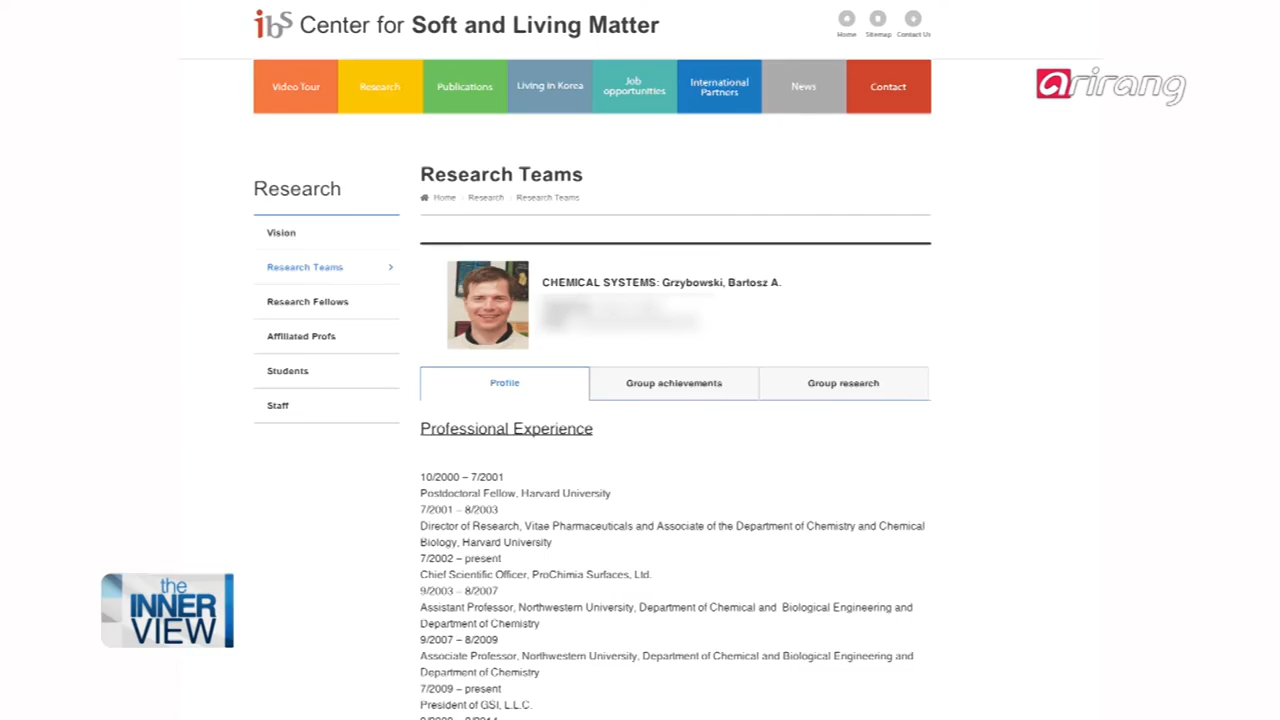 ibs Center for Soft and Living Matter
Home Sitemap Contact Us
arirang
Video Tour
Research
Publications
Living in Korea
Job
opportunities
International
Partners
News
Contact
Research
Vision
Research Teams
Research Fellows
Affiliated Profs
Students
Staff
Research Teams
Home Research Research Teams
CHEMICAL SYSTEMS: Grzybowski, Bartosz A.
Profile
Group achievements
Group research
Professional Experience
10/2000 – 7/2001
Postdoctoral Fellow, Harvard University
7/2001 – 8/2003
Director of Research, Vitae Pharmaceuticals and Associate of the Department of Chemistry and Chemical
Biology, Harvard University
7/2002 – present
Chief Scientific Officer, ProChimia Surfaces, Ltd.
9/2003 – 8/2007
Assistant Professor, Northwestern University, Department of Chemical and Biological Engineering and
Department of Chemistry
9/2007 – 8/2009
Associate Professor, Northwestern University, Department of Chemical and Biological Engineering and
Department of Chemistry
7/2009 – present
President of GSI, L.L.C.
the
INNER
VIEW